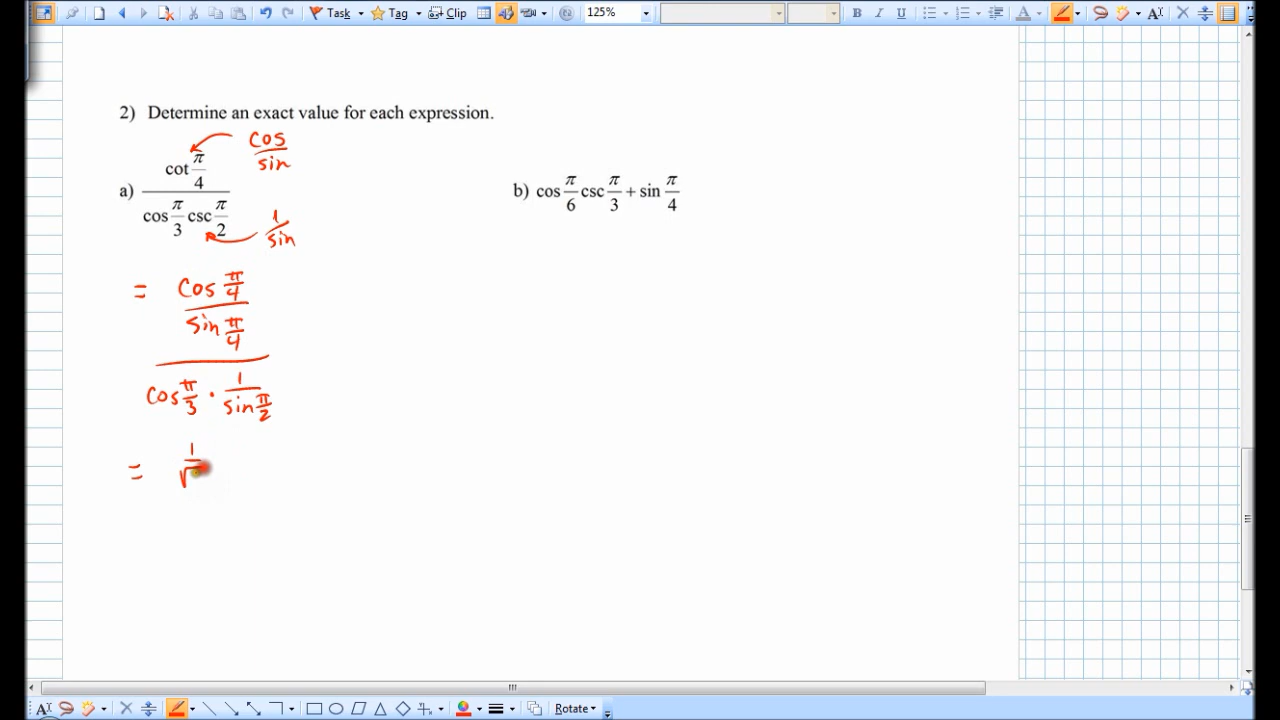 Task Tag Clip 125% B I U A
2) Determine an exact value for each expression.
a) cot π/4
cos π/3 csc π/2
cos
sin
1
sin
b) cos π/6 csc π/3 + sin π/4
= cos π/4
sin π/4
cos π/3 · 1/sin π/2
= 1
√
Rotate